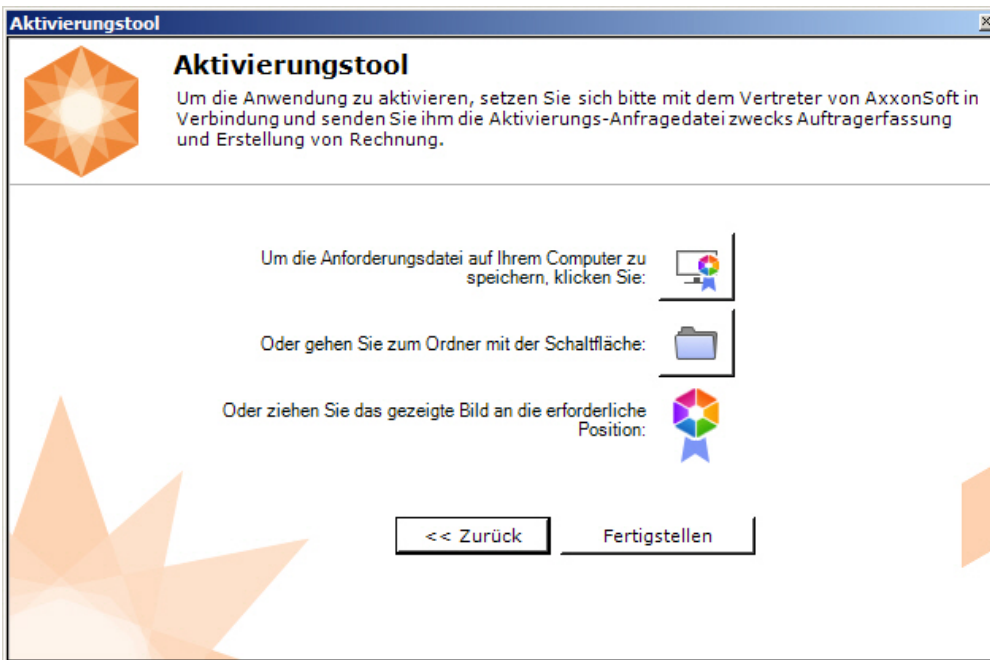 Aktivierungstool
Aktivierungstool
Um die Anwendung zu aktivieren, setzen Sie sich bitte mit dem Vertreter von AxxonSoft in
Verbindung und senden Sie ihm die Aktivierungs-Anfragedatei zwecks Auftragerfassung
und Erstellung von Rechnung.
Um die Anforderungsdatei auf Ihrem Computer zu
speichern, klicken Sie:
Oder gehen Sie zum Ordner mit der Schaltfläche:
Oder ziehen Sie das gezeigte Bild an die erforderliche
Position:
<< Zurück
Fertigstellen